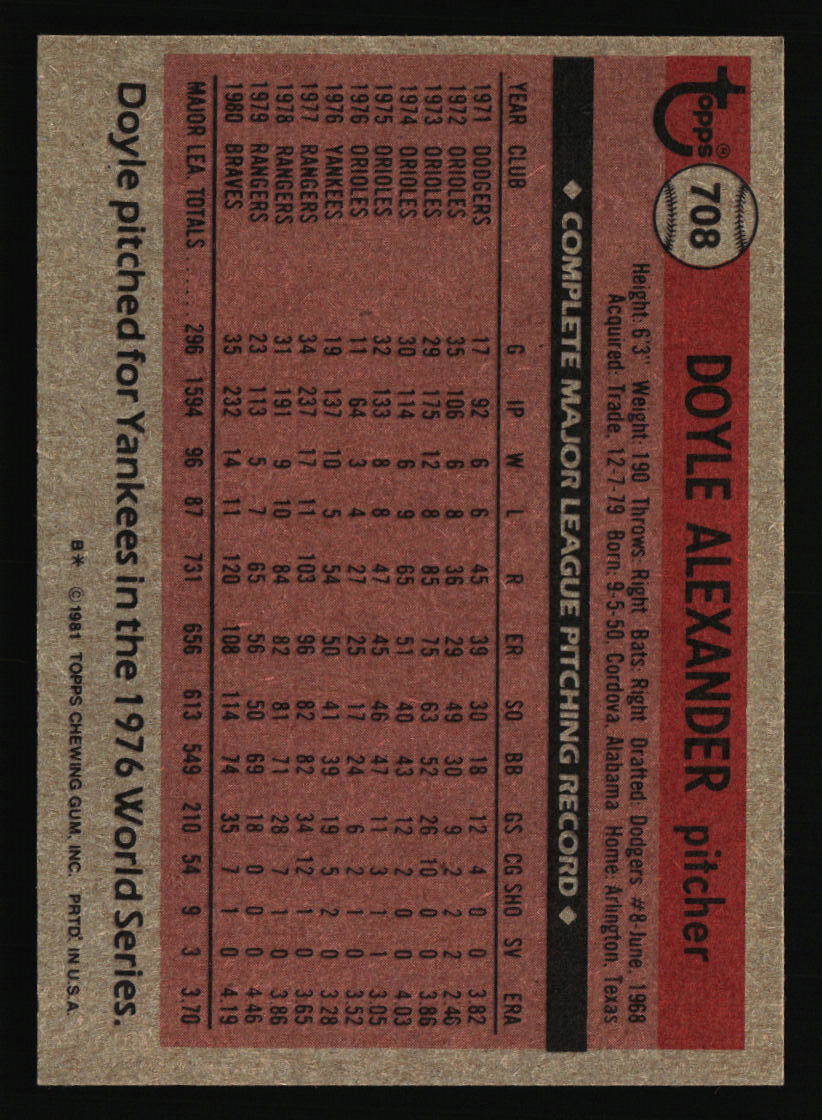 topps® 708 DOYLE ALEXANDER pitcher
Height: 6'3" Weight: 190 Throws: Right Bats: Right Drafted: Dodgers #8-June, 1968
Acquired: Trade, 12-7-79 Born: 9-5-50, Cordova, Alabama Home: Arlington, Texas
◆ COMPLETE MAJOR LEAGUE PITCHING RECORD ◆
YEAR CLUB G IP W L R ER SO BB GS CG SHO SV ERA
1971 DODGERS 17 92 6 6 45 39 30 18 12 4 0 0 3.82
1972 ORIOLES 35 106 6 8 36 29 49 30 9 2 2 2 2.46
1973 ORIOLES 29 175 12 8 85 75 63 52 26 10 0 0 3.86
1974 ORIOLES 30 114 6 9 65 51 40 43 12 2 0 0 4.03
1975 ORIOLES 32 133 8 8 47 45 46 47 11 3 1 1 3.05
1976 ORIOLES 11 64 3 4 27 25 17 24 6 2 1 0 3.52
1976 YANKEES 19 137 10 5 54 50 41 39 19 5 2 0 3.28
1977 RANGERS 34 237 17 11 103 96 82 82 34 12 1 0 3.65
1978 RANGERS 31 191 9 10 84 82 81 71 28 7 1 0 3.86
1979 RANGERS 23 113 5 7 65 56 50 69 18 0 0 0 4.46
1980 BRAVES 35 232 14 11 120 108 114 74 35 7 1 0 4.19
MAJOR LEA. TOTALS...... 296 1594 96 87 731 656 613 549 210 54 9 3 3.70
Doyle pitched for Yankees in the 1976 World Series.
B* ©1981 TOPPS CHEWING GUM, INC. PRTD. IN U.S.A.